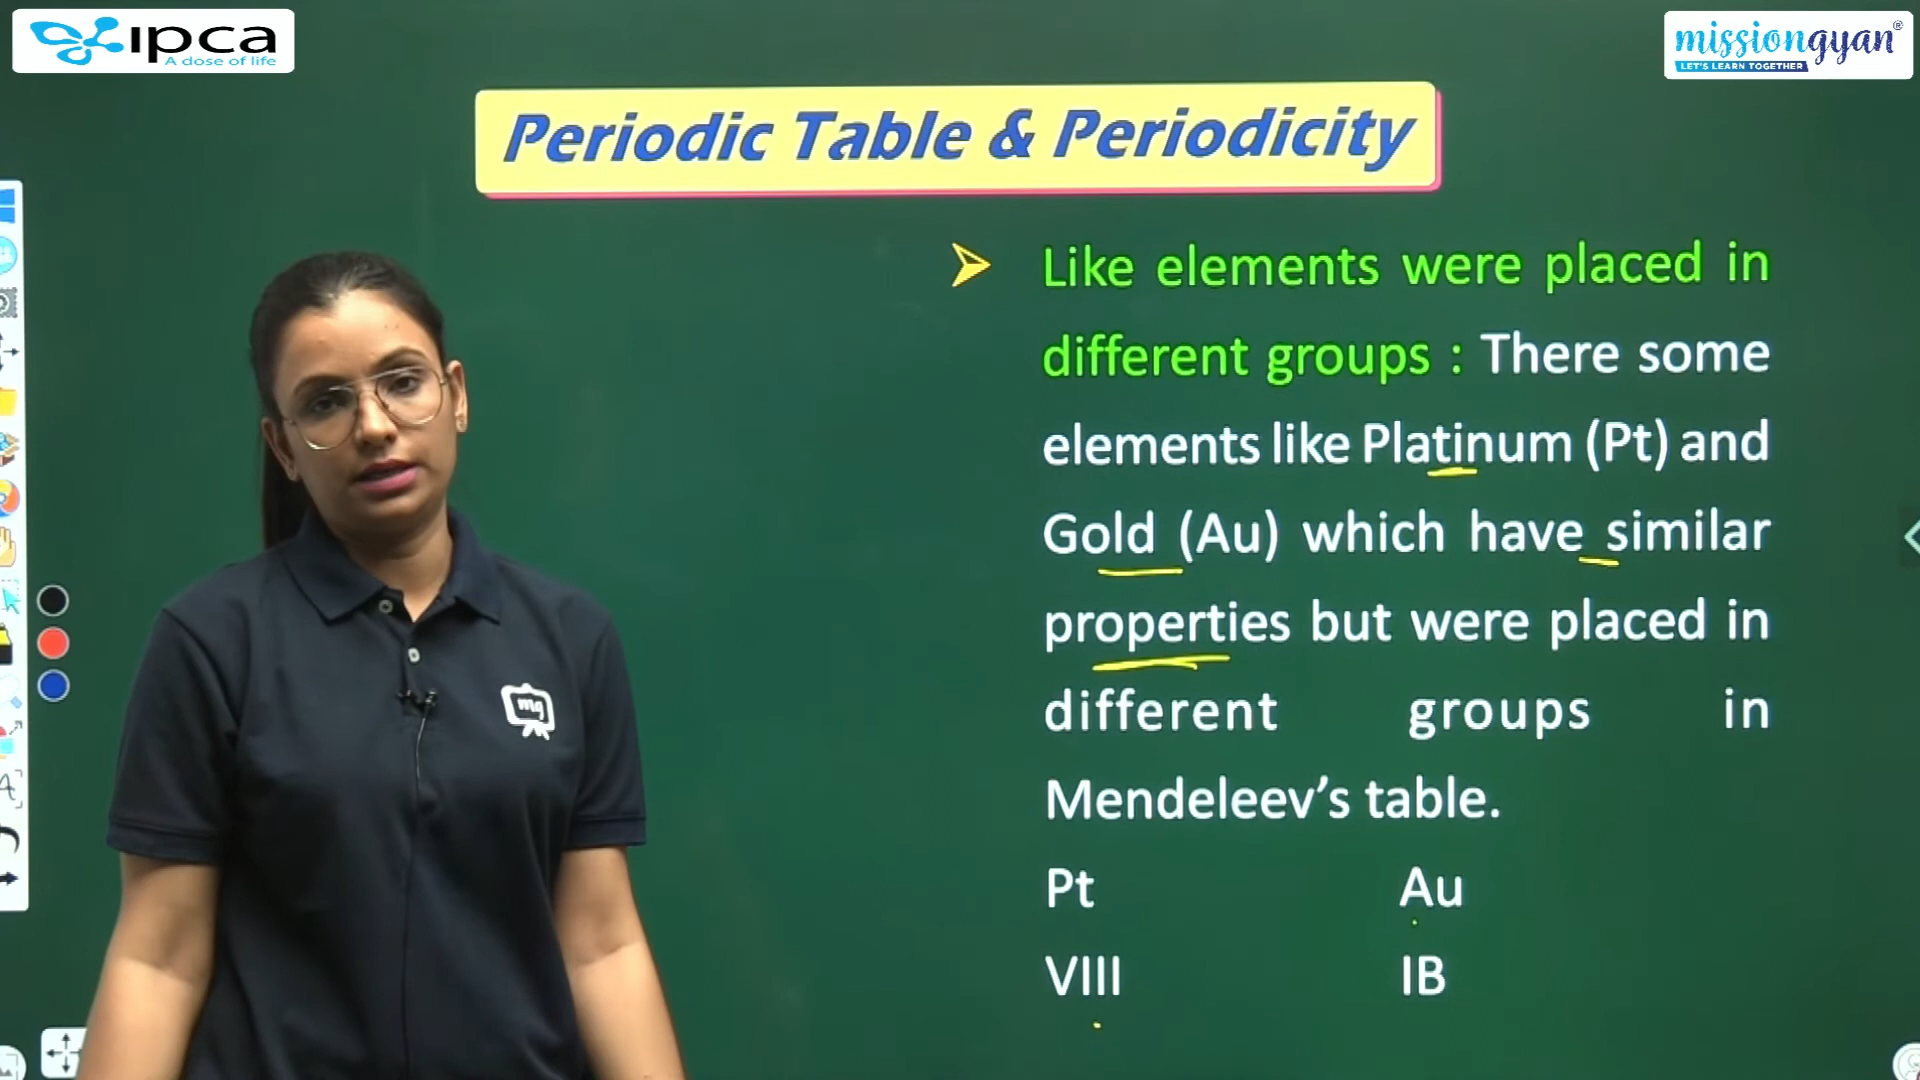 ipca
A dose of life
missiongyan®
LET'S LEARN TOGETHER
Periodic Table & Periodicity
Like elements were placed in
different groups : There some
elements like Platinum (Pt) and
Gold (Au) which have similar
properties but were placed in
different groups in
Mendeleev's table.
Pt Au
VIII IB
mg
A